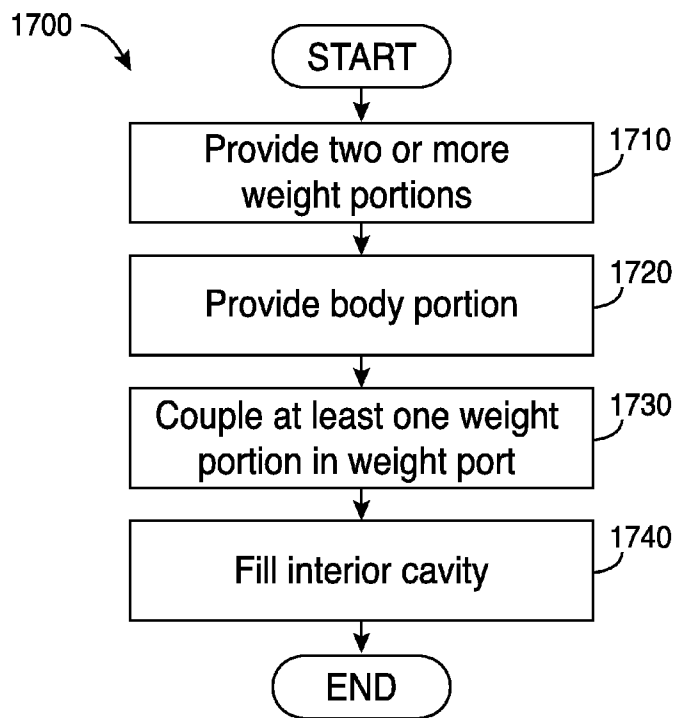 1700
START
Provide two or more
weight portions
1710
Provide body portion
1720
Couple at least one weight
portion in weight port
1730
Fill interior cavity
1740
END